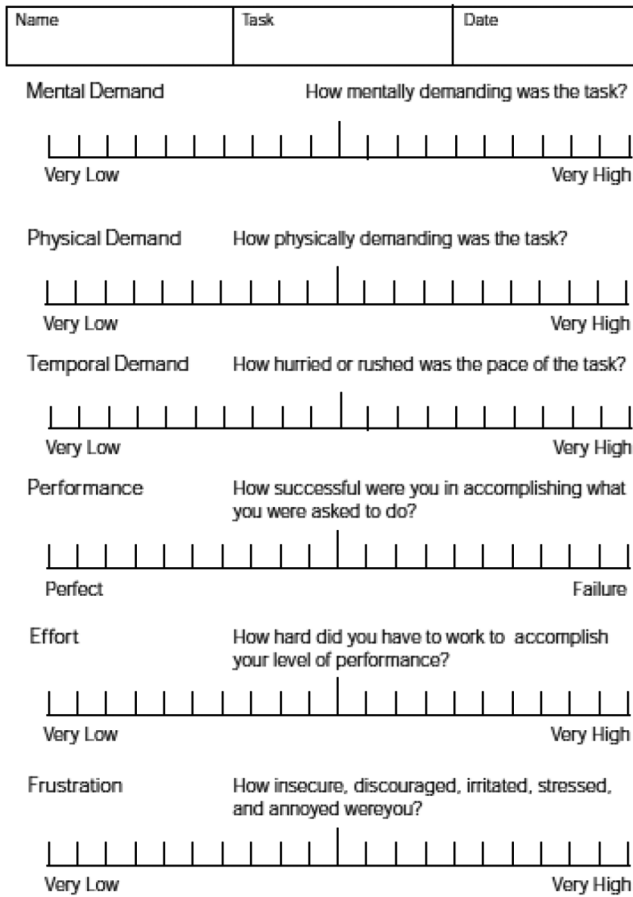 Name Task Date
Mental Demand How mentally demanding was the task?
Very Low Very High
Physical Demand How physically demanding was the task?
Very Low Very High
Temporal Demand How hurried or rushed was the pace of the task?
Very Low Very High
Performance How successful were you in accomplishing what
you were asked to do?
Perfect Failure
Effort How hard did you have to work to accomplish
your level of performance?
Very Low Very High
Frustration How insecure, discouraged, irritated, stressed,
and annoyed wereyou?
Very Low Very High